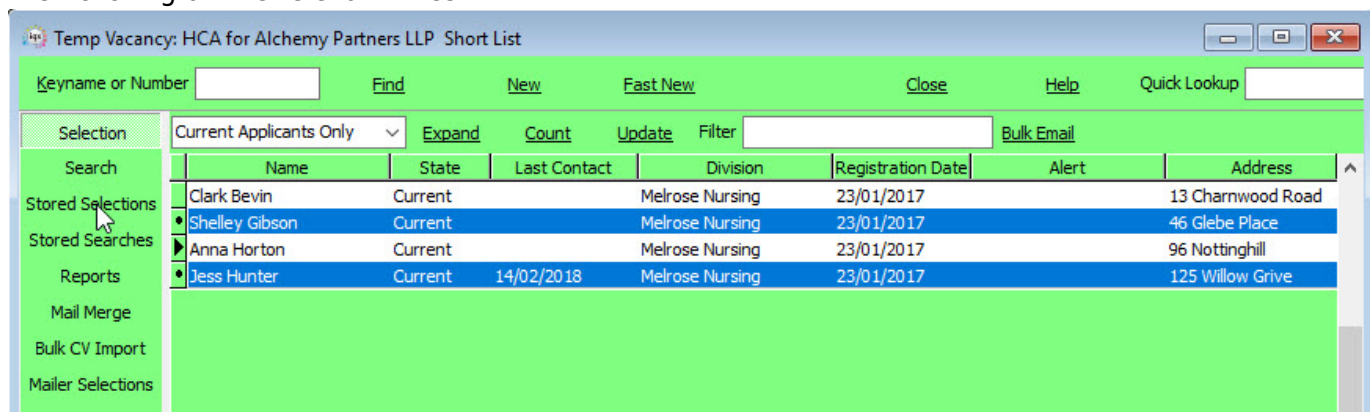 Temp Vacancy: HCA for Alchemy Partners LLP Short List
Keyname or Number Find New Fast New Close Help Quick Lookup
Selection Current Applicants Only Expand Count Update Filter Bulk Email
Search Name State Last Contact Division Registration Date Alert Address
Clark Bevin Current Melrose Nursing 23/01/2017 13 Charnwood Road
Stored Selections
Shelley Gibson Current Melrose Nursing 23/01/2017 46 Glebe Place
Stored Searches
Anna Horton Current Melrose Nursing 23/01/2017 96 Nottinghill
Reports Jess Hunter Current 14/02/2018 Melrose Nursing 23/01/2017 125 Willow Grive
Mail Merge
Bulk CV Import
Mailer Selections